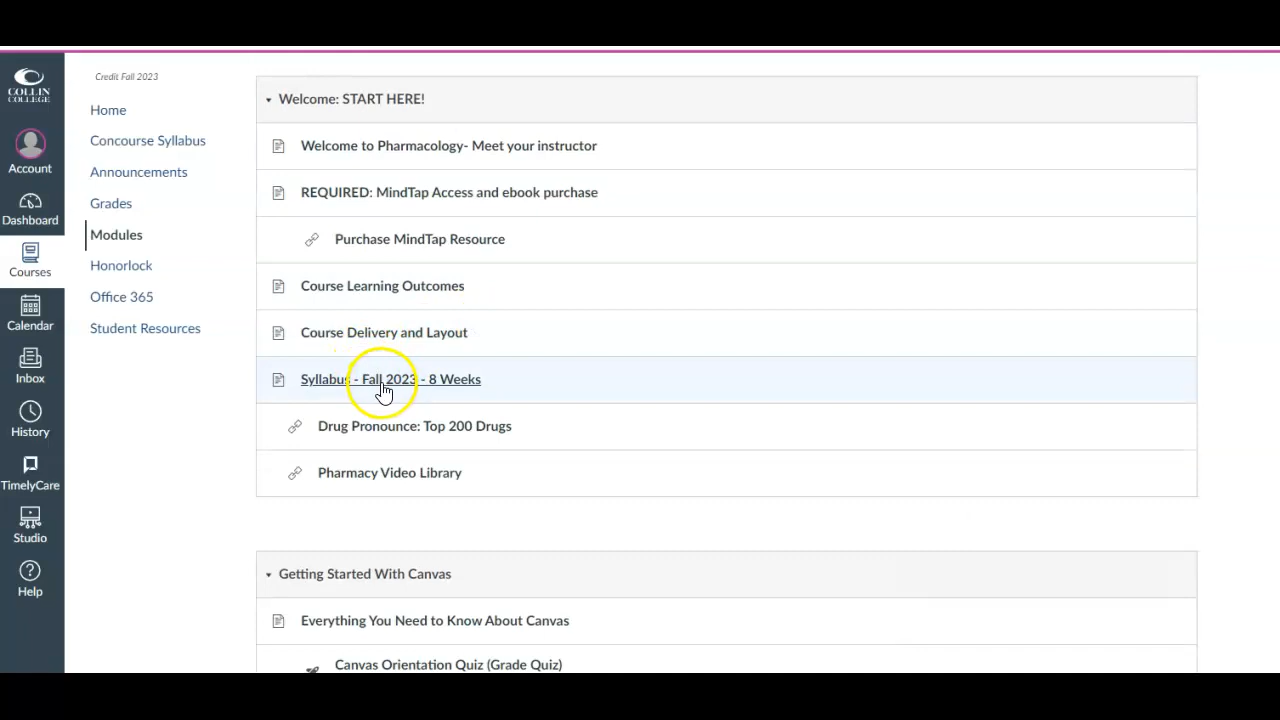 COLLIN
COLLEGE
Account
Dashboard
Courses
Calendar
Inbox
History
TimelyCare
Studio
Help
Credit Fall 2023
Home
Concourse Syllabus
Announcements
Grades
Modules
Honorlock
Office 365
Student Resources
Welcome: START HERE!
Welcome to Pharmacology- Meet your instructor
REQUIRED: MindTap Access and ebook purchase
Purchase MindTap Resource
Course Learning Outcomes
Course Delivery and Layout
Syllabus - Fall 2023 - 8 Weeks
Drug Pronounce: Top 200 Drugs
Pharmacy Video Library
Getting Started With Canvas
Everything You Need to Know About Canvas
Canvas Orientation Quiz (Grade Quiz)